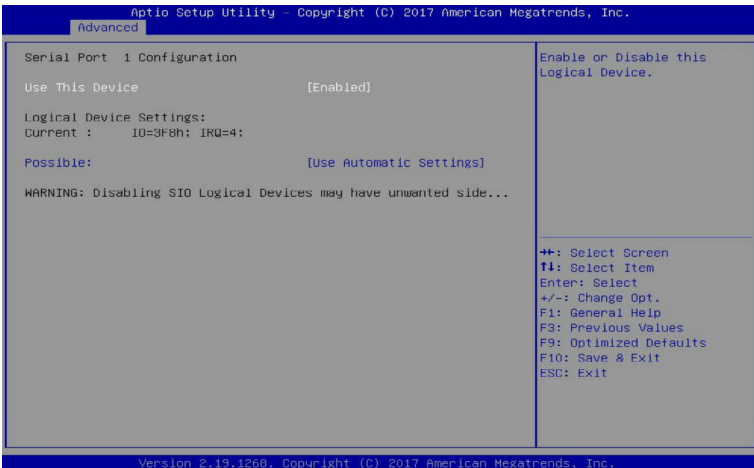 Aptio Setup Utility - Copyright (C) 2017 American Megatrends, Inc.
Advanced
Serial Port 1 Configuration
Use This Device [Enabled]
Logical Device Settings:
Current : IO=3F8h; IRQ=4;
Possible: [Use Automatic Settings]
WARNING: Disabling SIO Logical Devices may have unwanted side...
Enable or Disable this
Logical Device.
→←: Select Screen
↑↓: Select Item
Enter: Select
+/-: Change Opt.
F1: General Help
F3: Previous Values
F9: Optimized Defaults
F10: Save & Exit
ESC: Exit
Version 2.19.1268. Copyright (C) 2017 American Megatrends, Inc.